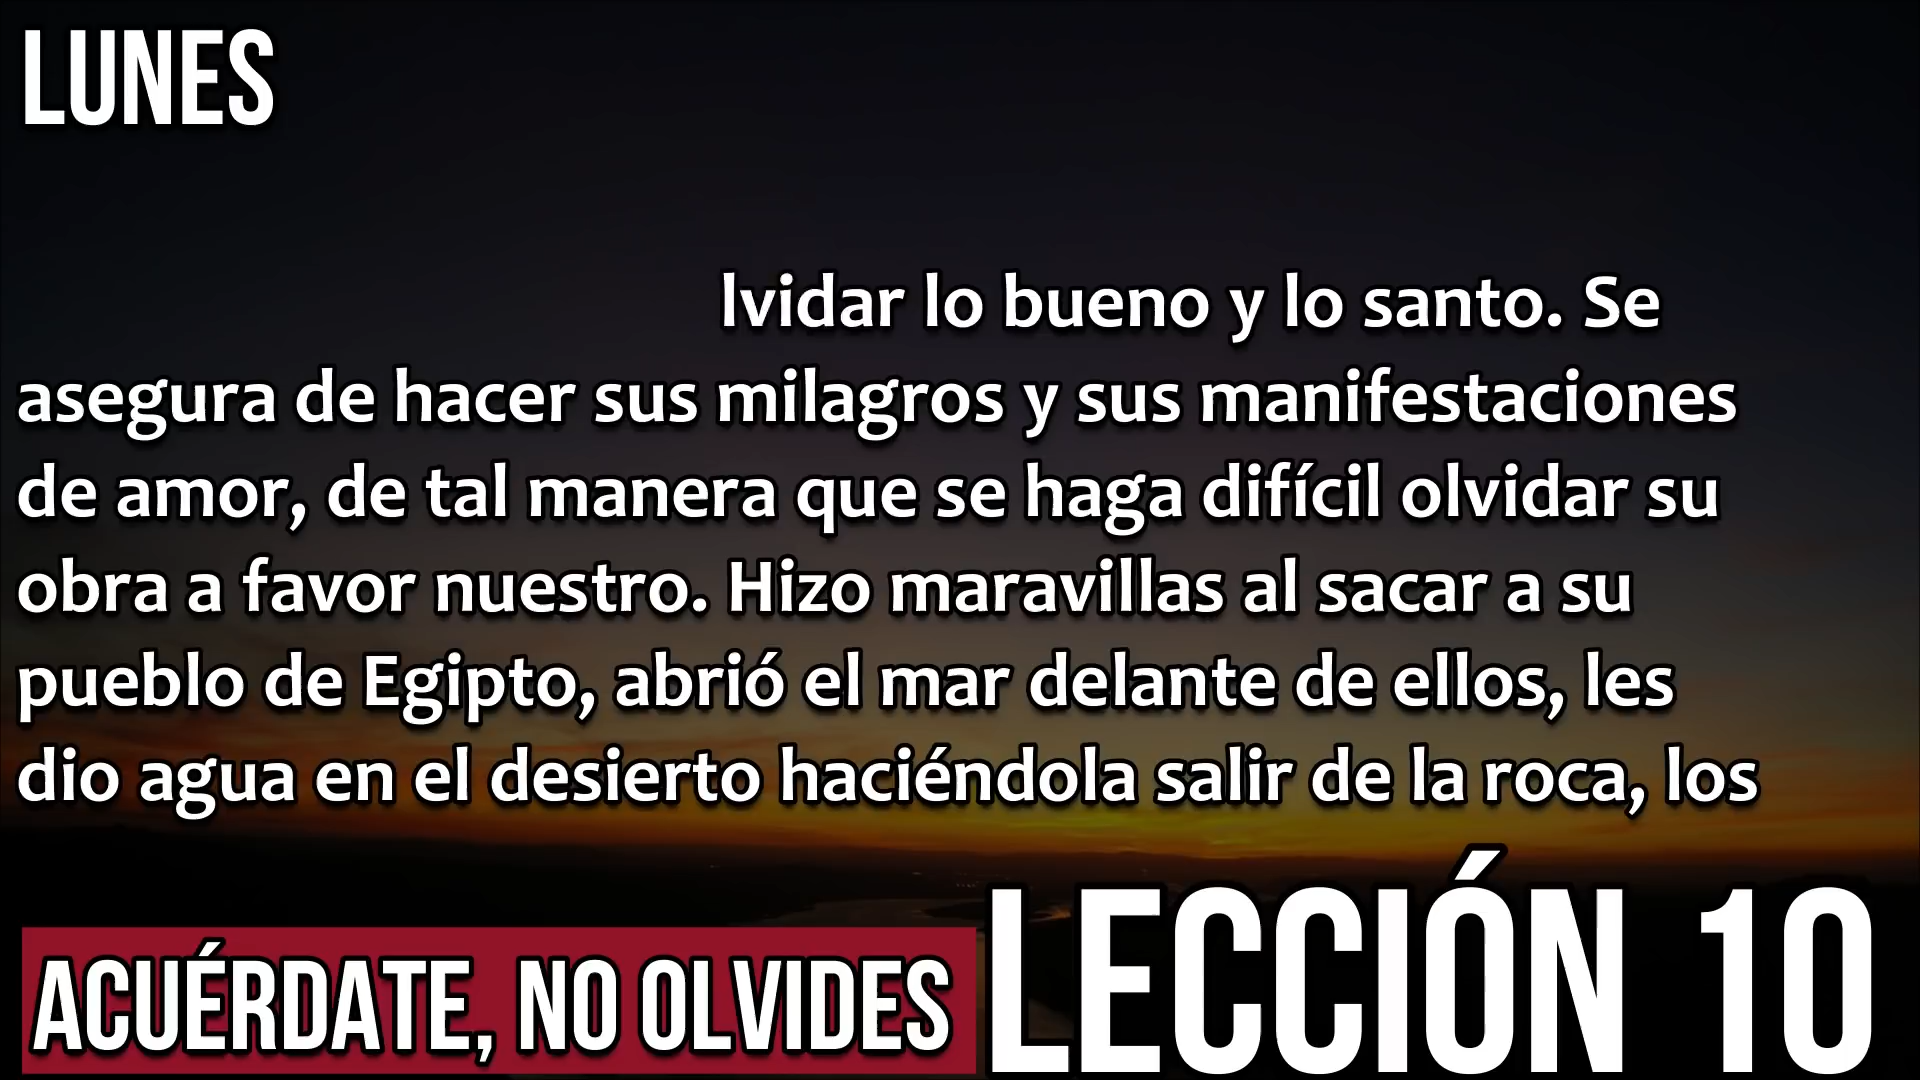 LUNES
lvidar lo bueno y lo santo. Se
asegura de hacer sus milagros y sus manifestaciones
de amor, de tal manera que se haga difícil olvidar su
obra a favor nuestro. Hizo maravillas al sacar a su
pueblo de Egipto, abrió el mar delante de ellos, les
dio agua en el desierto haciéndola salir de la roca, los
ACUÉRDATE, NO OLVIDES
LECCIÓN 10